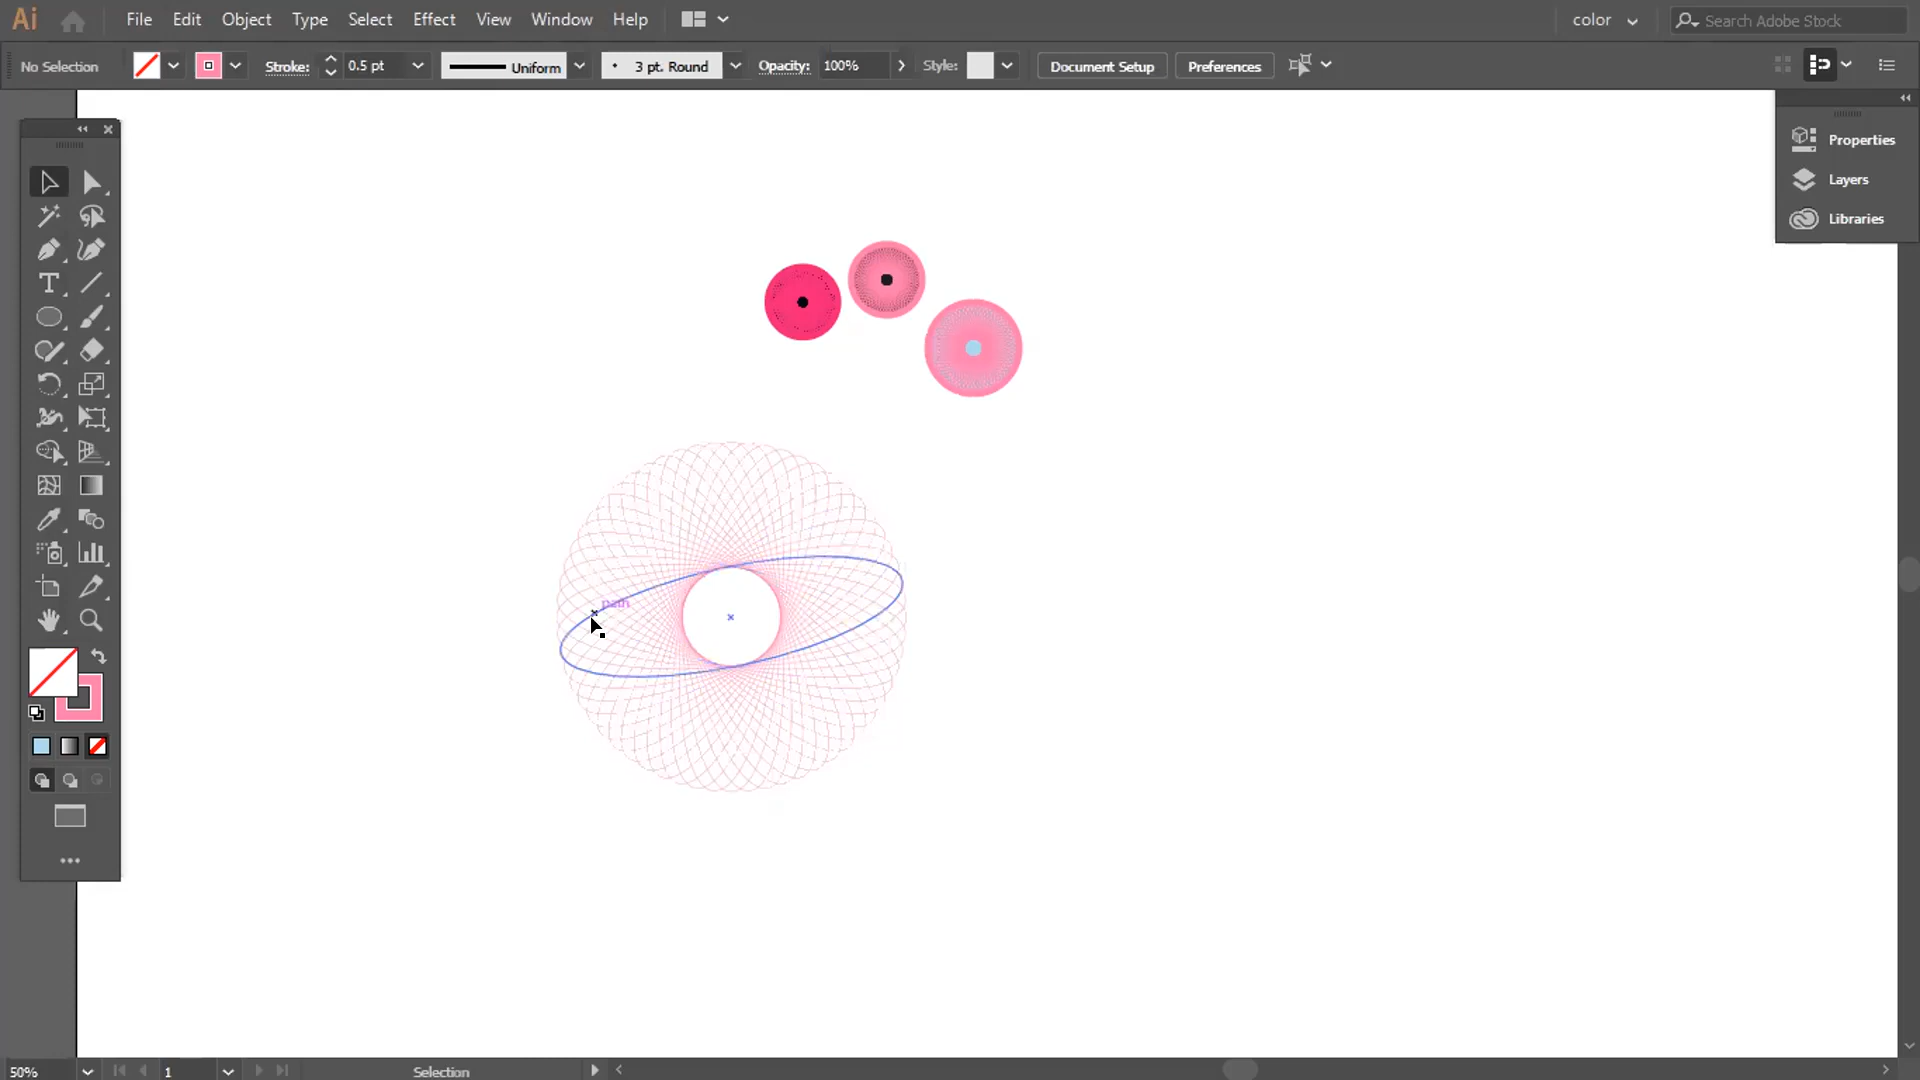 Ai File Edit Object Type Select Effect View Window Help color Search Adobe Stock
No Selection Stroke: 0.5 pt Uniform 3 pt. Round Opacity: 100% Style: Document Setup Preferences
Properties
Layers
Libraries
path
50% 1 Selection